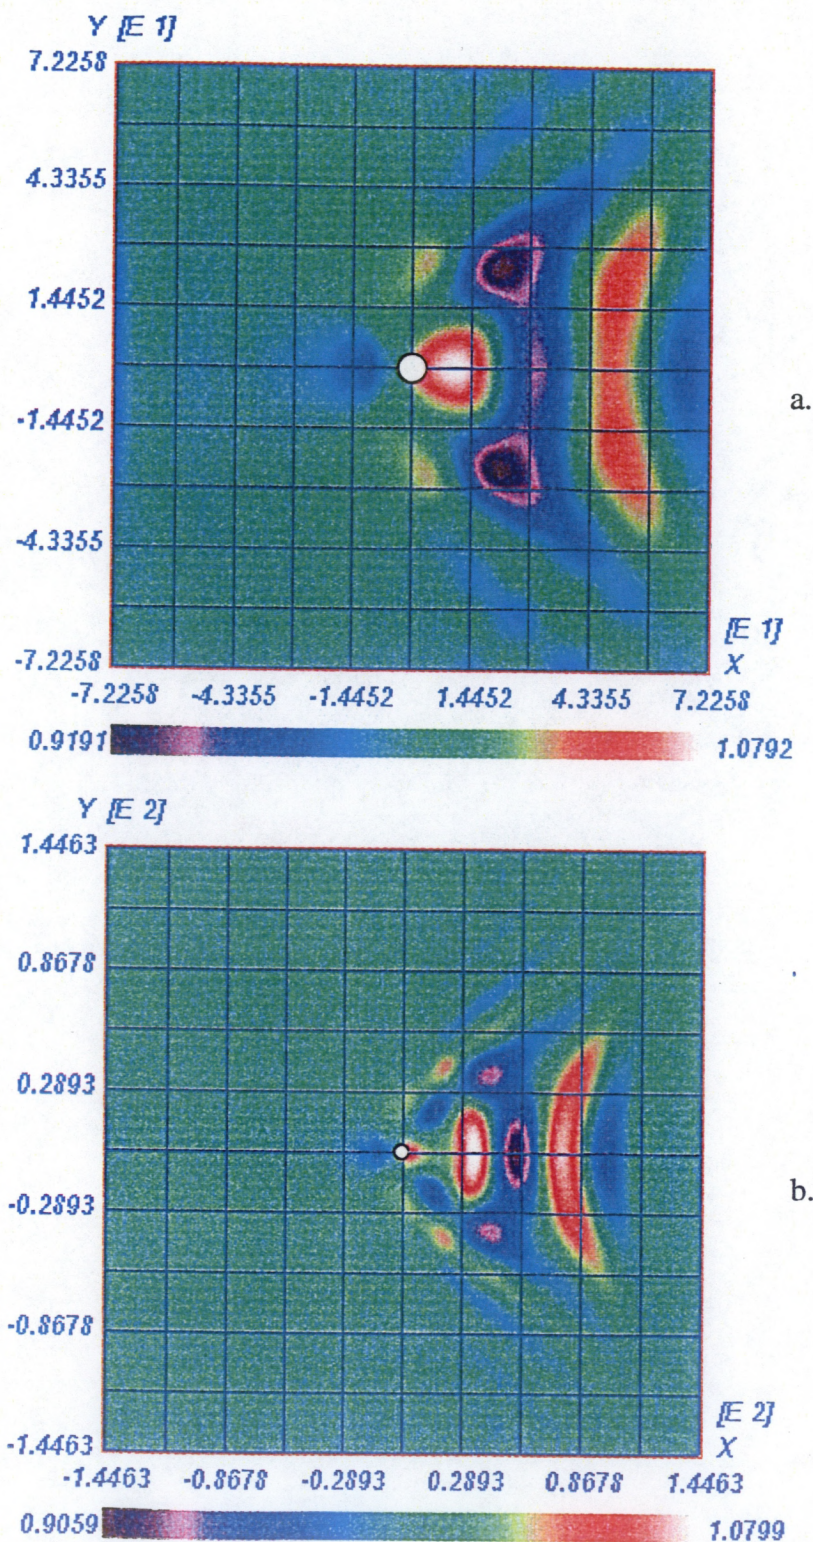 Y [E 1]
7.2258
4.3355
1.4452
-1.4452
-4.3355
-7.2258
a.
[E 1]
X
-7.2258 -4.3355 -1.4452 1.4452 4.3355 7.2258
0.9191 1.0792
Y [E 2]
1.4463
0.8678
0.2893
-0.2893
-0.8678
-1.4463
b.
[E 2]
X
-1.4463 -0.8678 -0.2893 0.2893 0.8678 1.4463
0.9059 1.0799